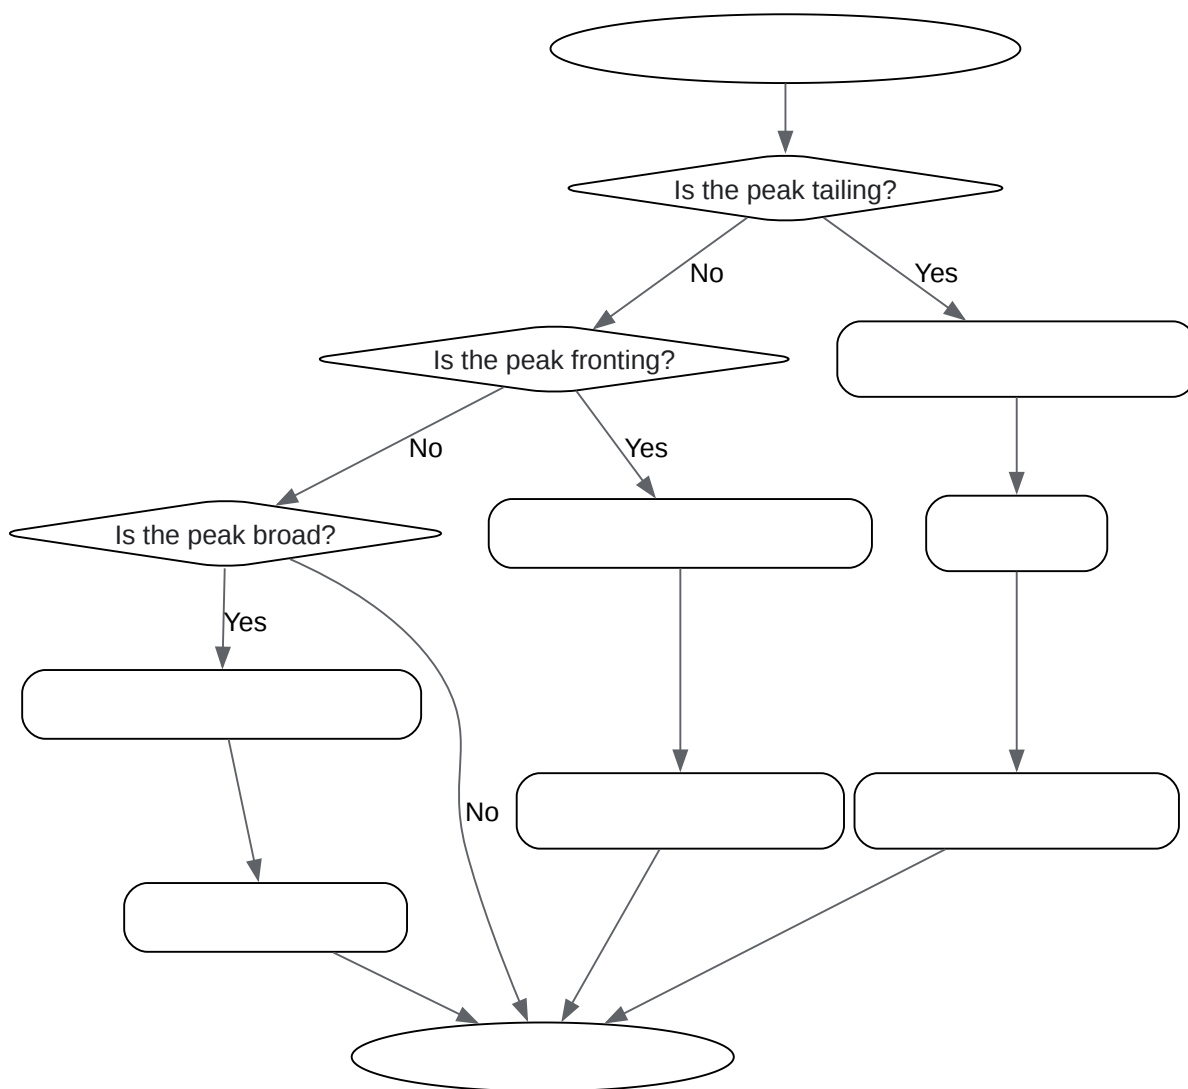 Is the peak tailing?
No
Yes
Is the peak fronting?
No
Yes
Is the peak broad?
Yes
No